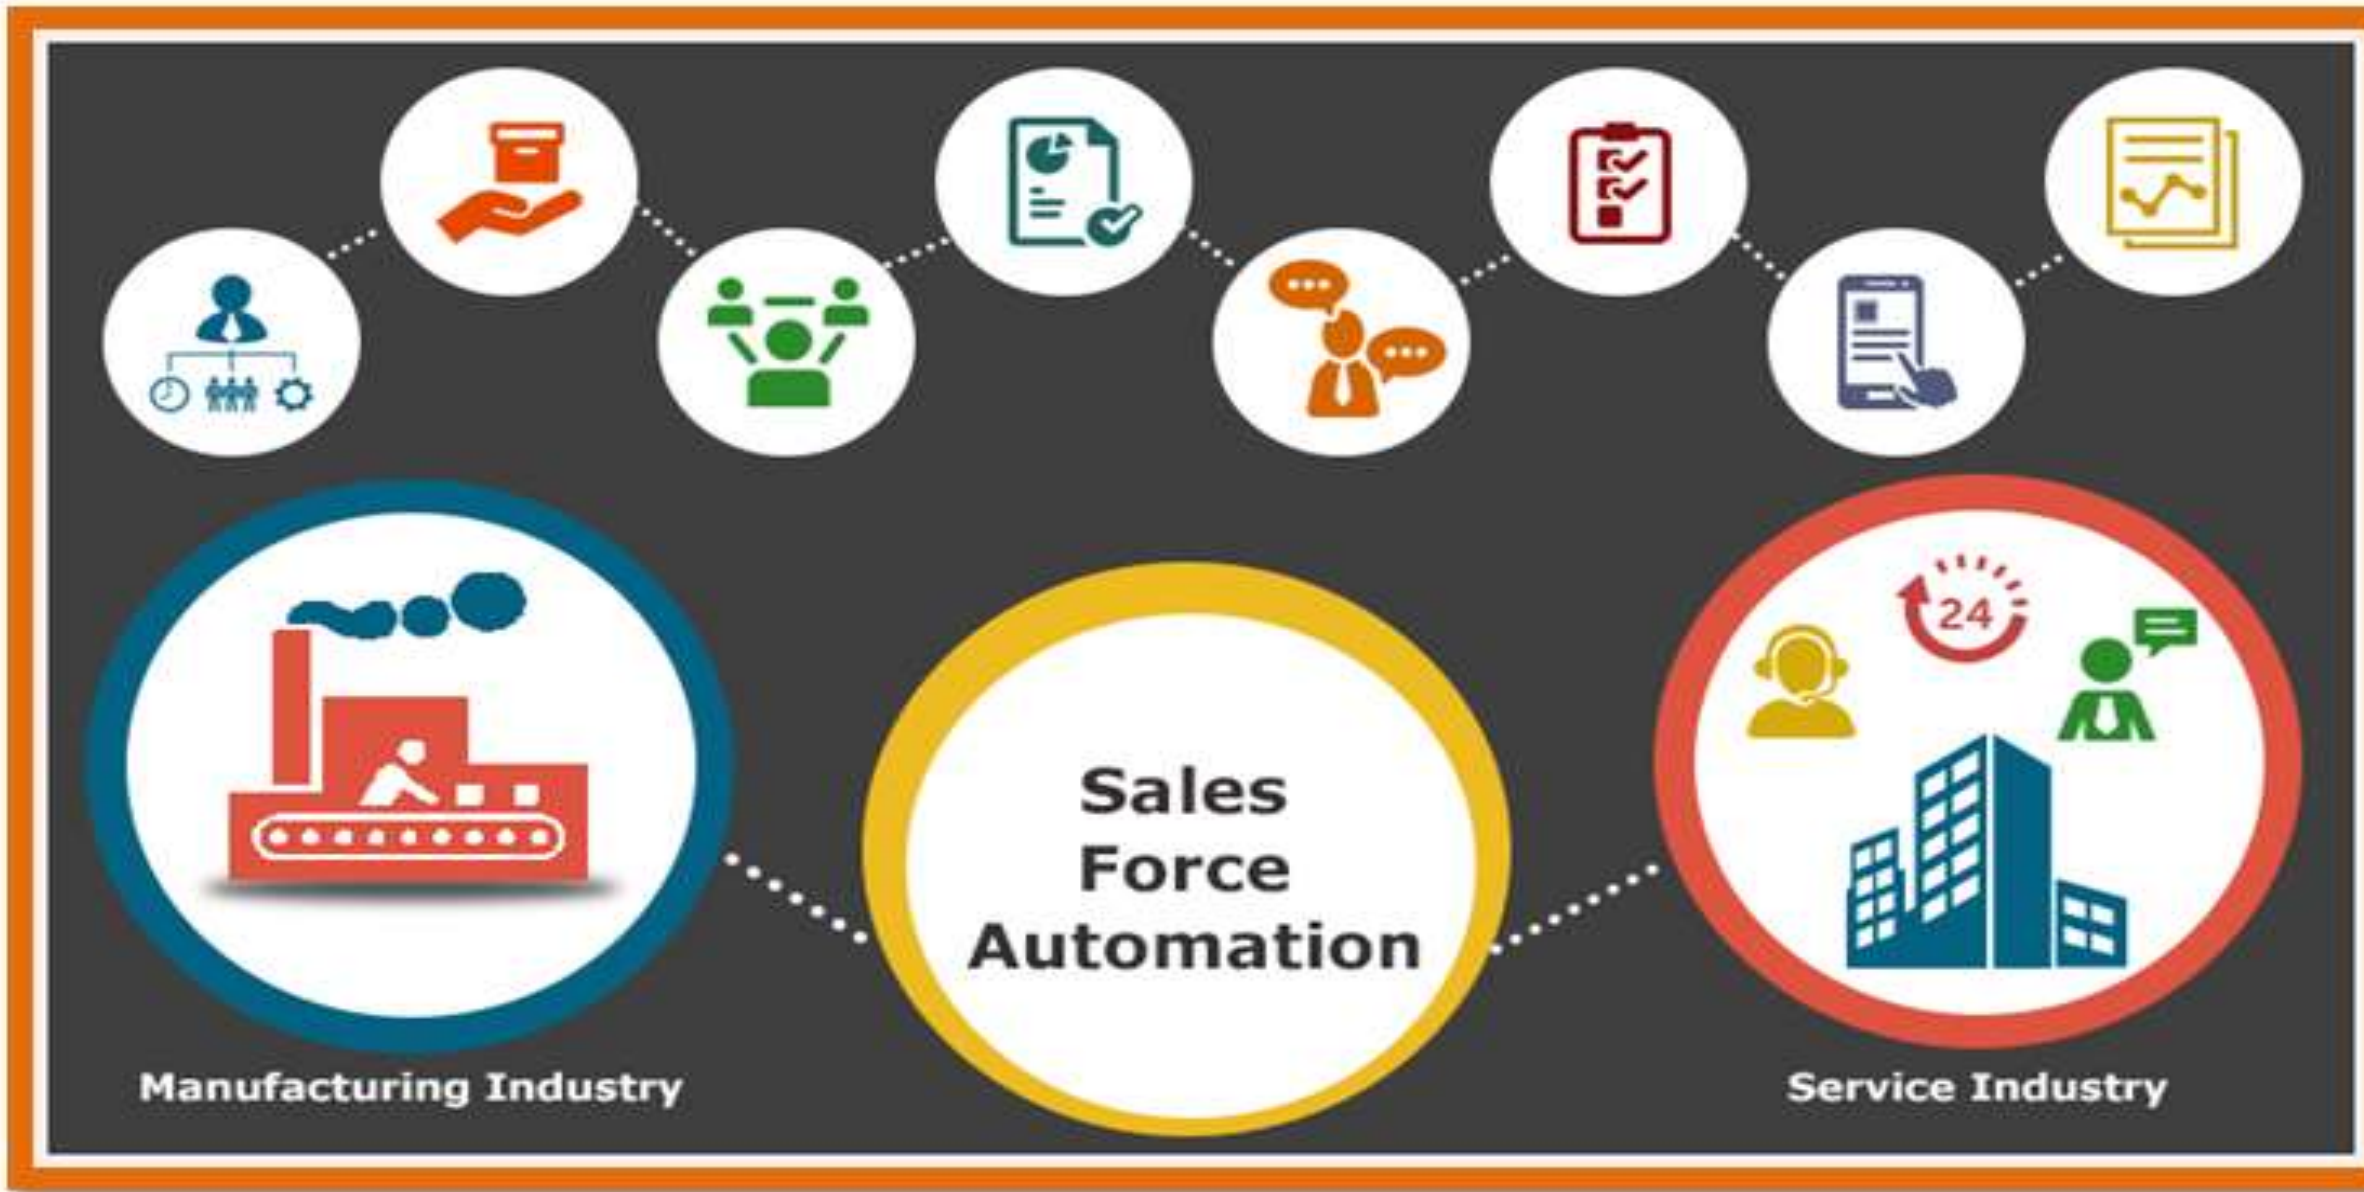 24
Sales
Force
Automation
Manufacturing Industry
Service Industry